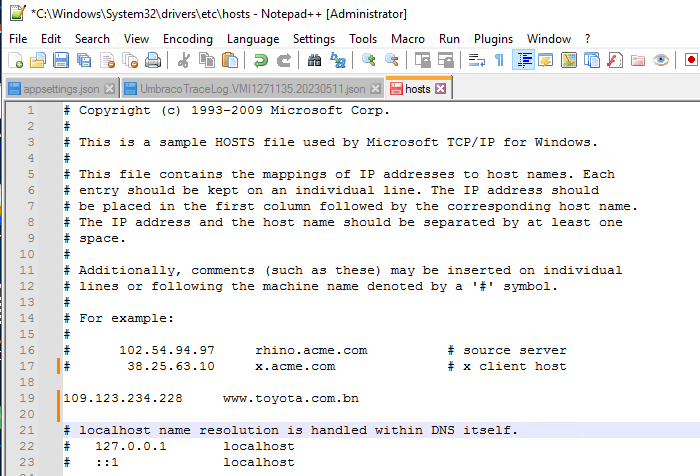 *C:\Windows\System32\drivers\etc\hosts - Notepad++ [Administrator]
File Edit Search View Encoding Language Settings Tools Macro Run Plugins Window ?
appsettings.json UmbracoTraceLog.VMI1271135.20230511.json hosts
1 # Copyright (c) 1993-2009 Microsoft Corp.
2 #
3 # This is a sample HOSTS file used by Microsoft TCP/IP for Windows.
4 #
5 # This file contains the mappings of IP addresses to host names. Each
6 # entry should be kept on an individual line. The IP address should
7 # be placed in the first column followed by the corresponding host name.
8 # The IP address and the host name should be separated by at least one
9 # space.
10 #
11 # Additionally, comments (such as these) may be inserted on individual
12 # lines or following the machine name denoted by a '#' symbol.
13 #
14 # For example:
15 #
16 # 102.54.94.97 rhino.acme.com # source server
17 # 38.25.63.10 x.acme.com # x client host
18
19 109.123.234.228 www.toyota.com.bn
20
21 # localhost name resolution is handled within DNS itself.
22 # 127.0.0.1 localhost
23 # ::1 localhost